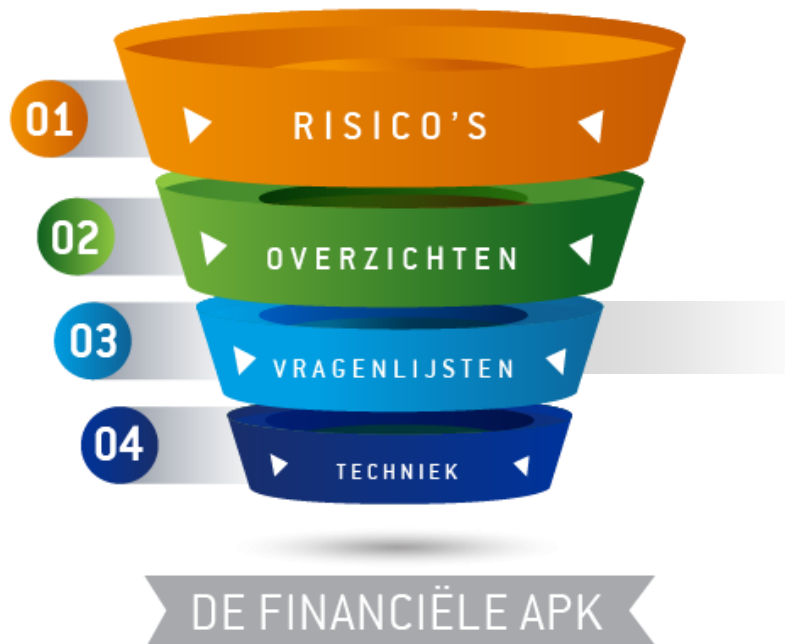 01
RISICO'S
02
OVERZICHTEN
03
VRAGENLIJSTEN
04
TECHNIEK
DE FINANCIËLE APK